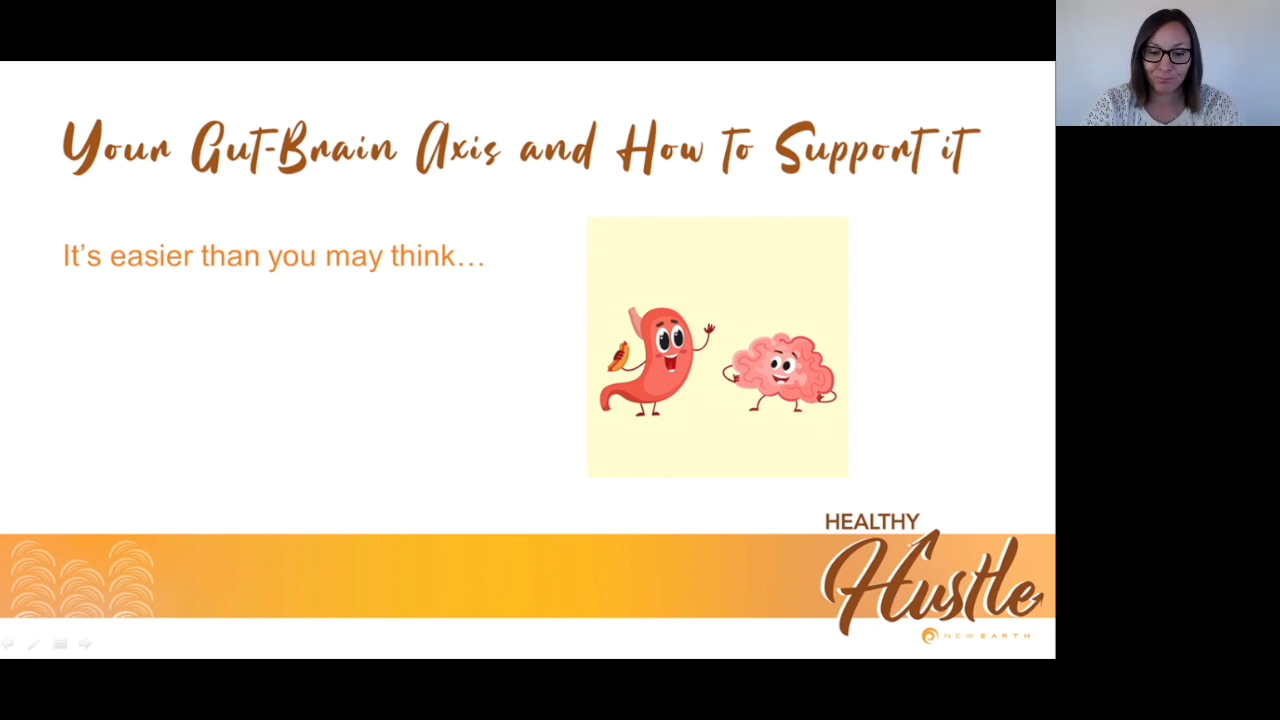 Your Gut-Brain Axis and How to Support it
It’s easier than you may think…
HEALTHY
Hustle
NEW EARTH